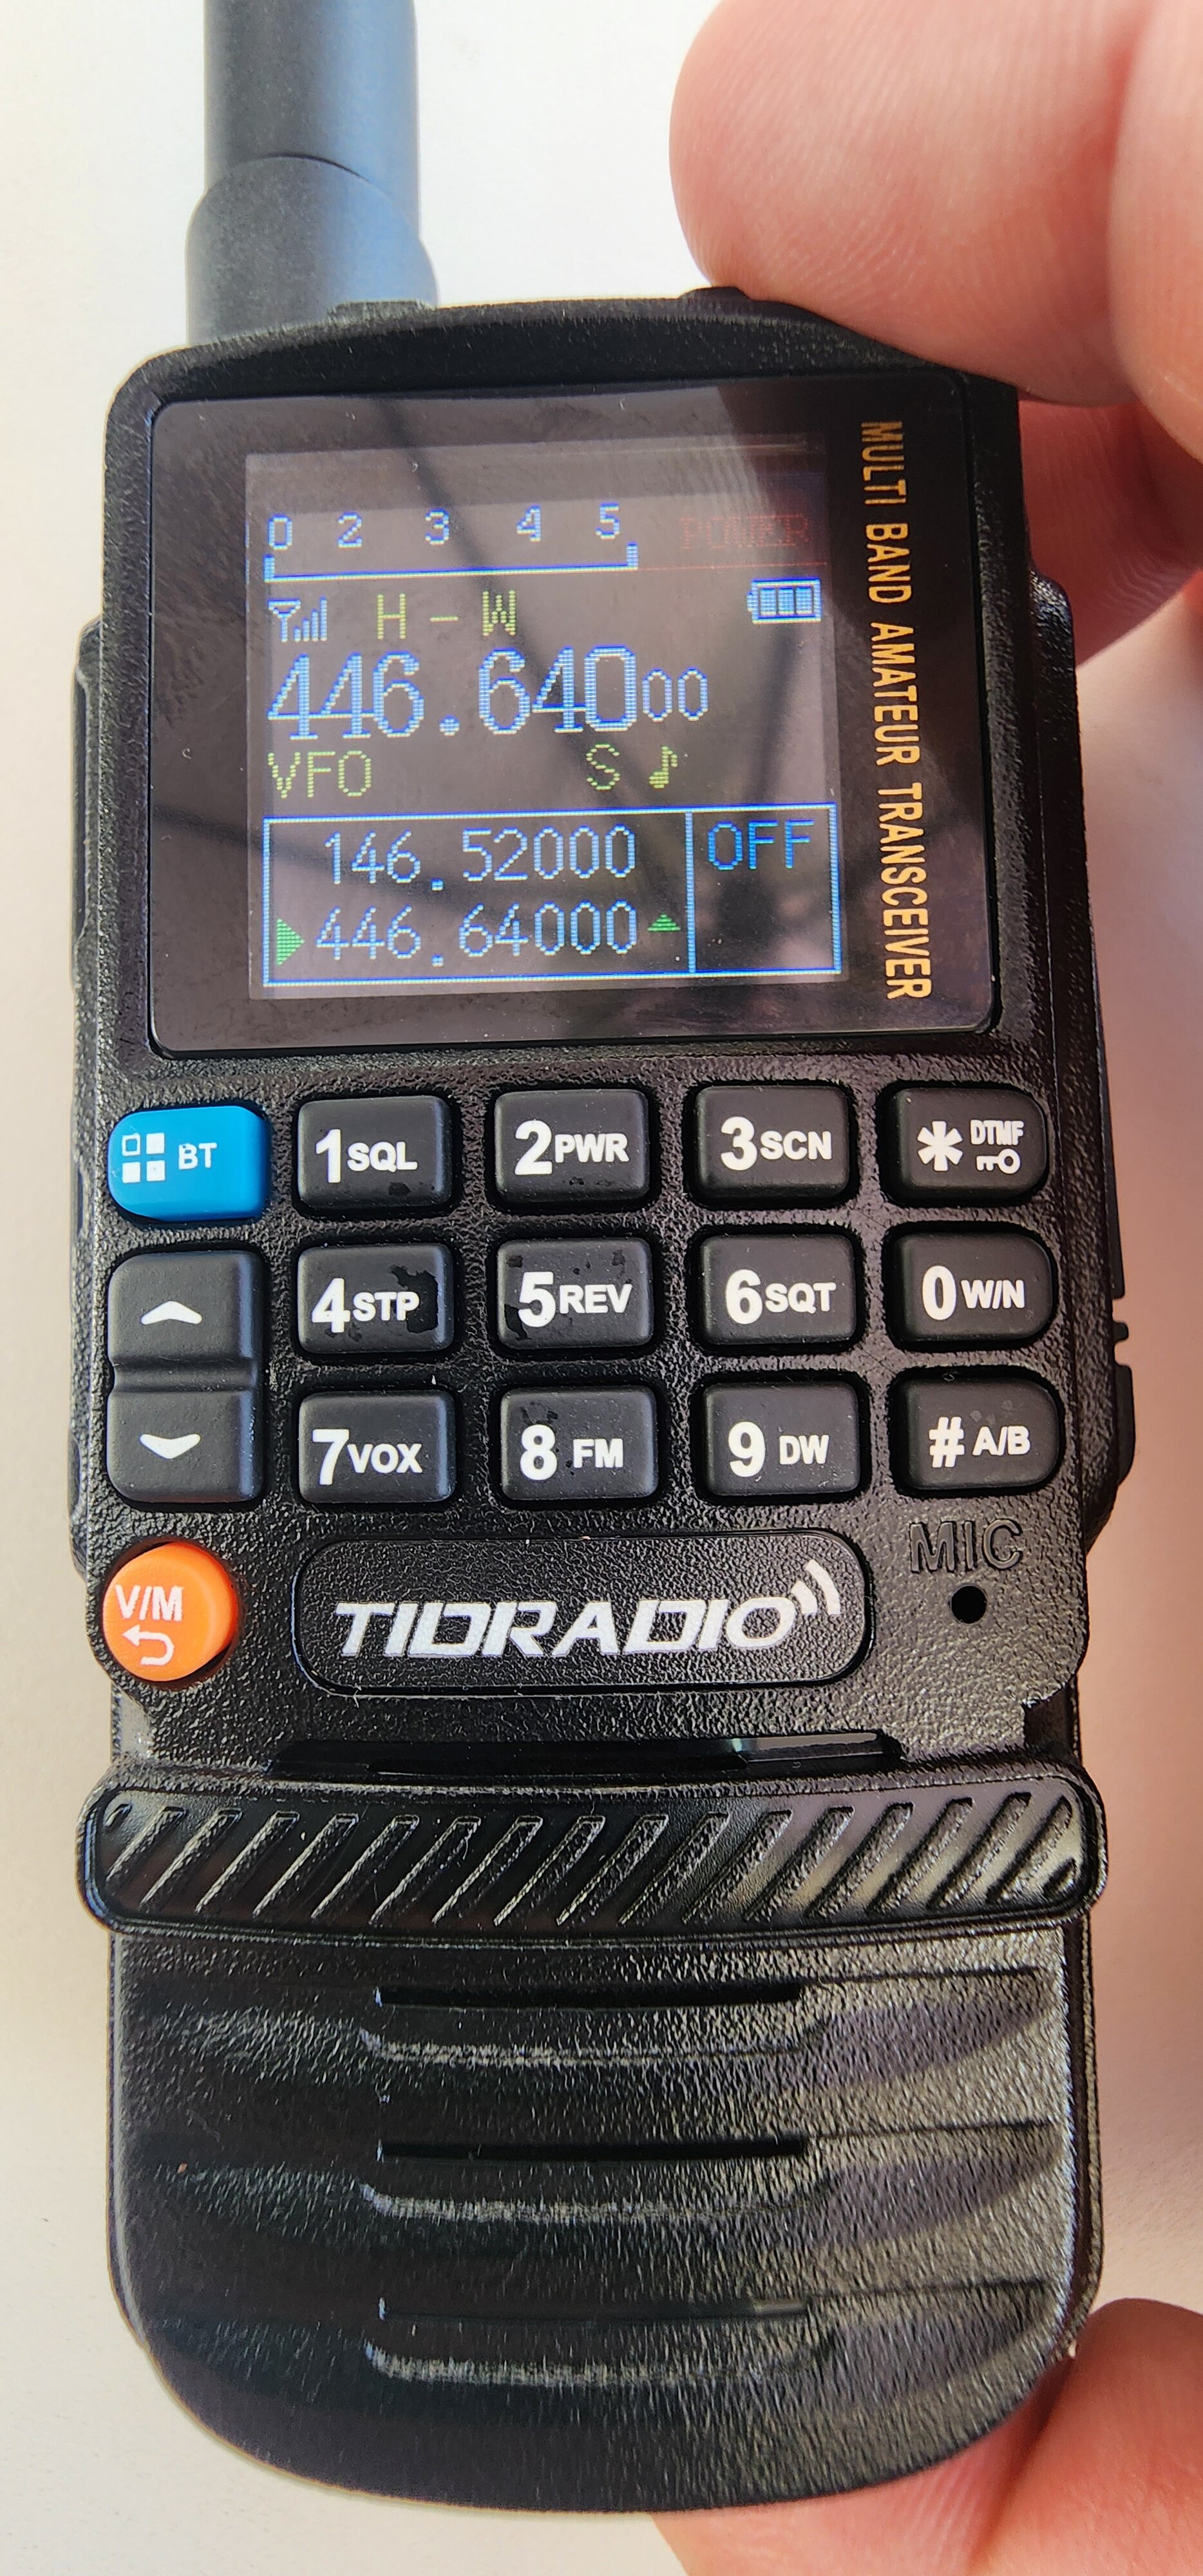 0 2 3 4 5 POWER
H - W
446.64000
VFO S
146.52000 OFF
446.64000
MULTI BAND AMATEUR TRANSCEIVER
BT 1SQL 2PWR 3SCN * DTMF
4STP 5REV 6SQT 0W/N
7VOX 8 FM 9 DW # A/B
MIC
V/M
TIDRADIO